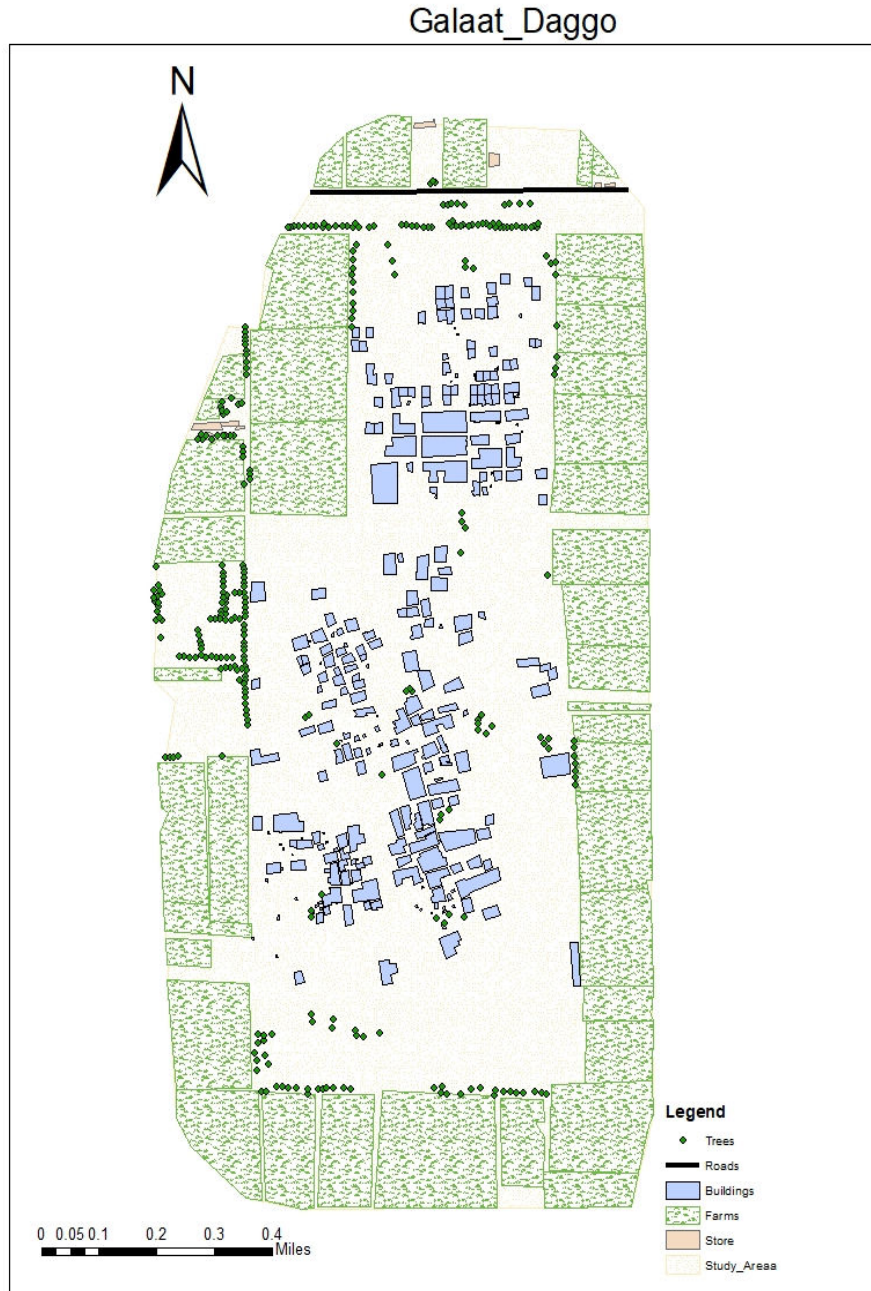 Galaat_Daggo
N
Legend
Trees
Roads
Buildings
Farms
Store
Study_Areaa
0 0.05 0.1 0.2 0.3 0.4
Miles